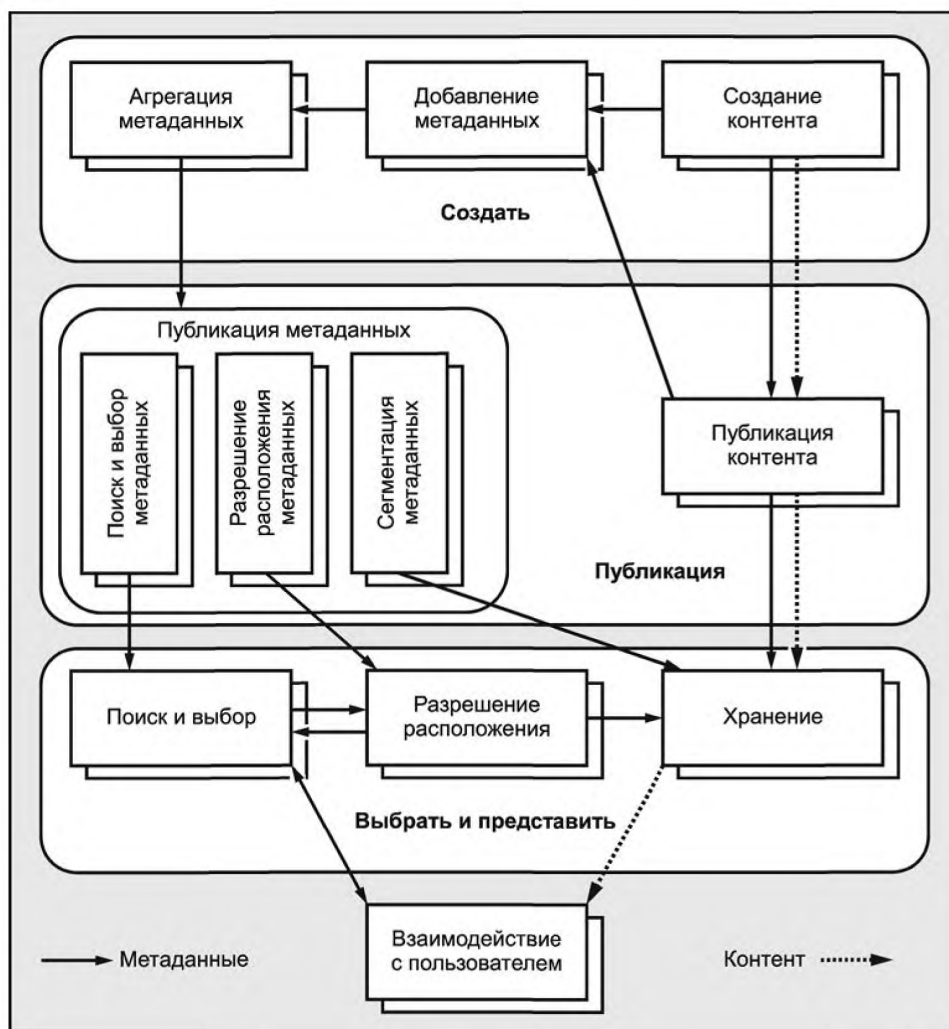 Агрегация
метаданных
Добавление
метаданных
Создание
контента
Создать
Публикация метаданных
Поиск и выбор
метаданных
Разрешение
расположения
метаданных
Сегментация
метаданных
Публикация
контента
Публикация
Поиск и выбор
Разрешение
расположения
Хранение
Выбрать и представить
Взаимодействие
с пользователем
Метаданные
Контент